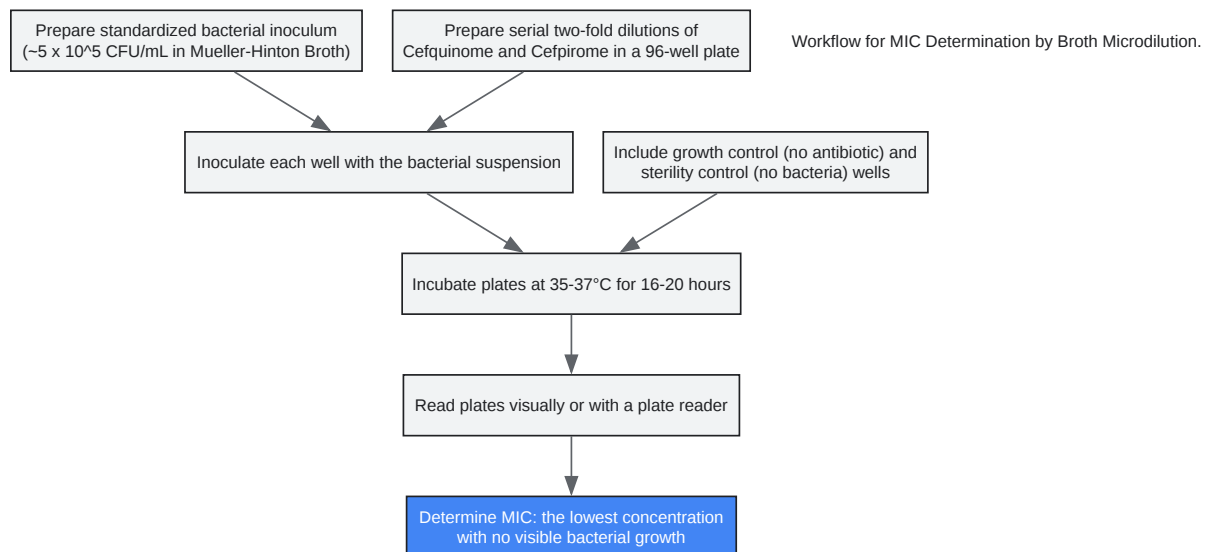 Prepare standardized bacterial inoculum
(~5 x 10^5 CFU/mL in Mueller-Hinton Broth)
Prepare serial two-fold dilutions of
Cefquinome and Cefpirome in a 96-well plate
Workflow for MIC Determination by Broth Microdilution.
Inoculate each well with the bacterial suspension
Include growth control (no antibiotic) and
sterility control (no bacteria) wells
Incubate plates at 35-37°C for 16-20 hours
Read plates visually or with a plate reader
Determine MIC: the lowest concentration
with no visible bacterial growth